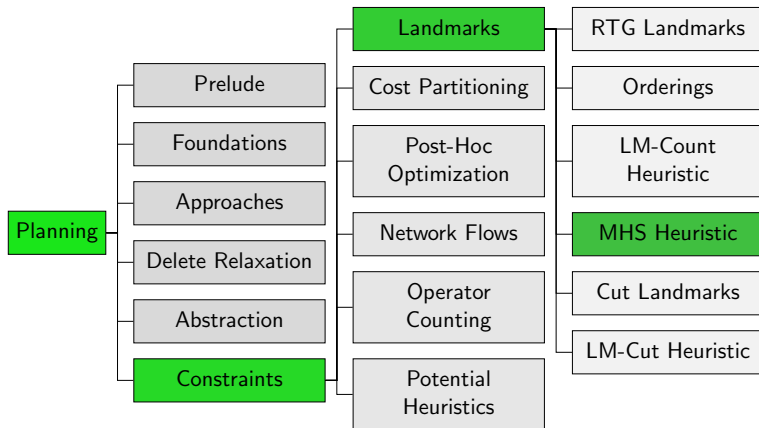 Planning
Prelude
Foundations
Approaches
Delete Relaxation
Abstraction
Constraints
Landmarks
Cost Partitioning
Post-Hoc
Optimization
Network Flows
Operator
Counting
Potential
Heuristics
RTG Landmarks
Orderings
LM-Count
Heuristic
MHS Heuristic
Cut Landmarks
LM-Cut Heuristic